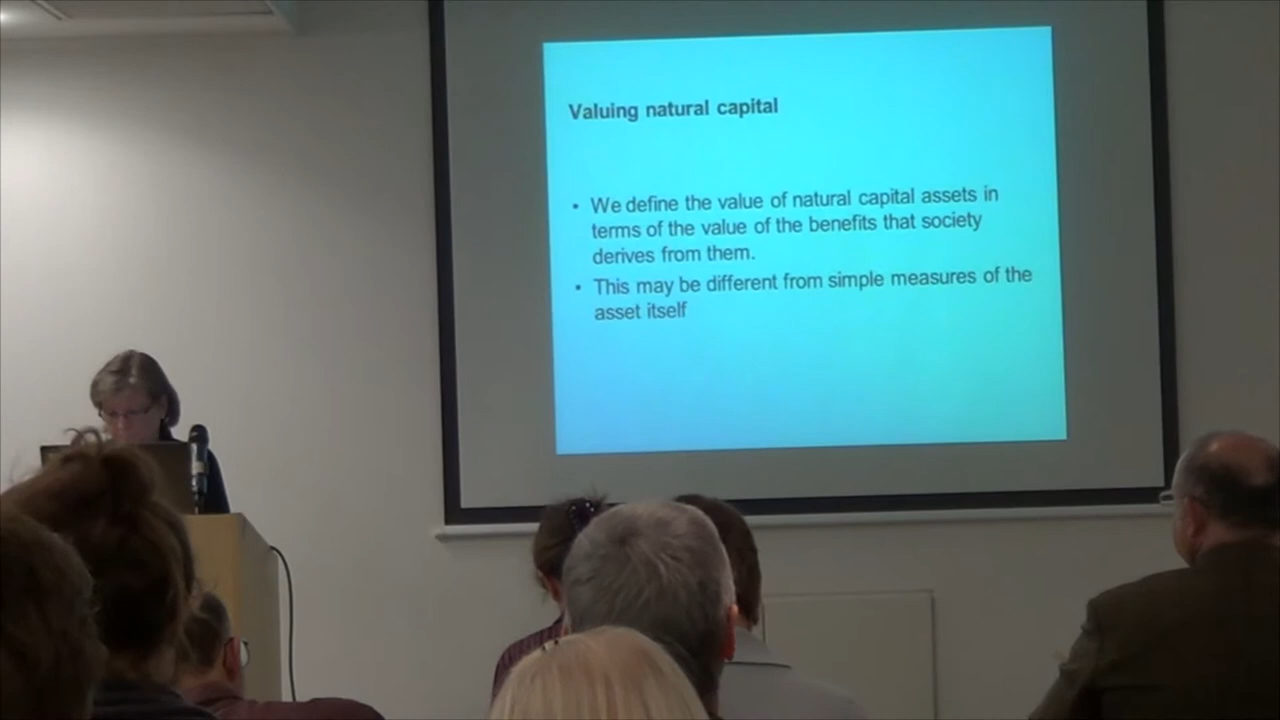 Valuing natural capital
• We define the value of natural capital assets in
terms of the value of the benefits that society
derives from them.
• This may be different from simple measures of the
asset itself